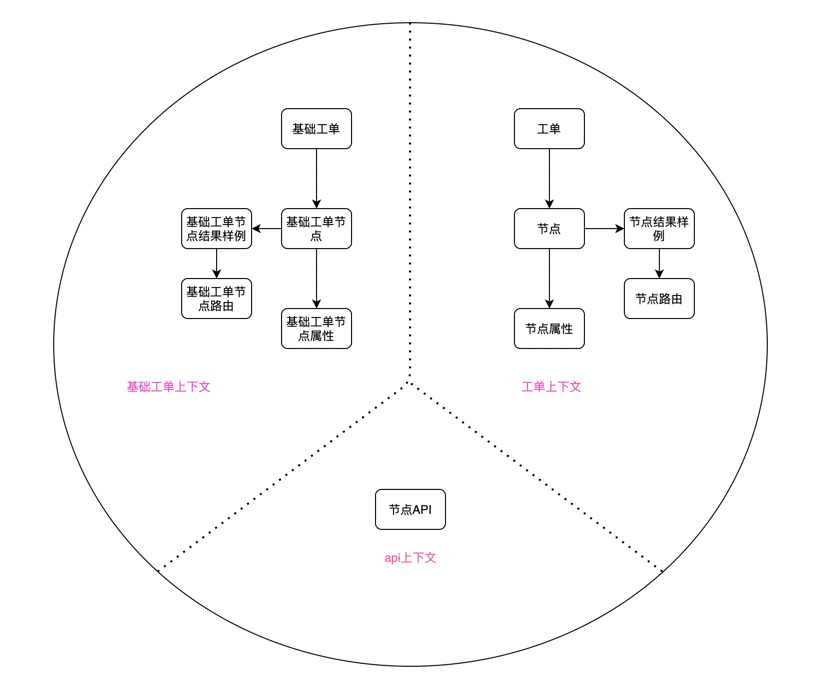 基础工单
工单
基础工单节
点结果样例
基础工单节
点
节点
节点结果样
例
基础工单节
点路由
节点路由
基础工单节
点属性
节点属性
基础工单上下文
工单上下文
节点API
api上下文